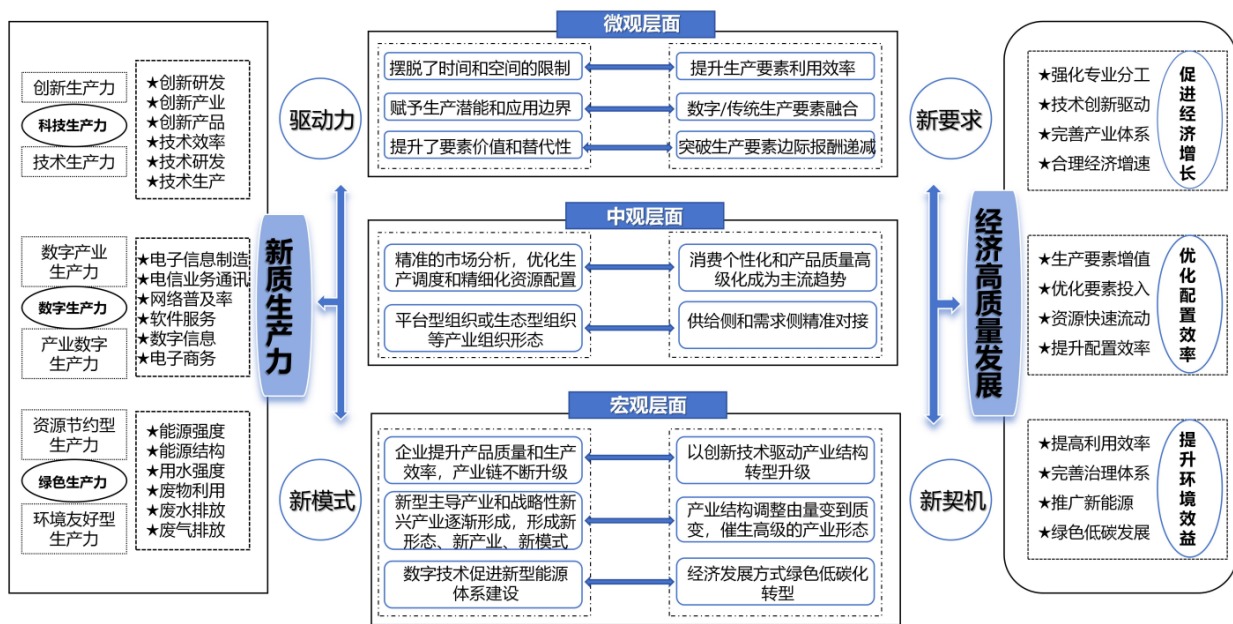 创新生产力
科技生产力
技术生产力
★创新研发
★创新产业
★创新产品
★技术效率
★技术研发
★技术生产
数字产业
生产力
数字生产力
产业数字
生产力
★电子信息制造
★电信业务通讯
★网络普及率
★软件服务
★数字信息
★电子商务
资源节约型
生产力
绿色生产力
环境友好型
生产力
★能源强度
★能源结构
★用水强度
★废物利用
★废水排放
★废气排放
新质生产力
驱动力
新模式
微观层面
摆脱了时间和空间的限制
提升生产要素利用效率
赋予生产潜能和应用边界
数字/传统生产要素融合
提升了要素价值和替代性
突破生产要素边际报酬递减
中观层面
精准的市场分析，优化生
产调度和精细化资源配置
消费个性化和产品质量高
级化成为主流趋势
平台型组织或生态型组织
等产业组织形态
供给侧和需求侧精准对接
宏观层面
企业提升产品质量和生产
效率，产业链不断升级
以创新技术驱动产业结构
转型升级
新型主导产业和战略性新
兴产业逐渐形成，形成新
形态、新产业、新模式
产业结构调整由量变到质
变，催生高级的产业形态
数字技术促进新型能源
体系建设
经济发展方式绿色低碳化
转型
新要求
新契机
经济高质量发展
★强化专业分工
★技术创新驱动
★完善产业体系
★合理经济增速
促进经济增长
★生产要素增值
★优化要素投入
★资源快速流动
★提升配置效率
优化配置效率
★提高利用效率
★完善治理体系
★推广新能源
★绿色低碳发展
提升环境效益